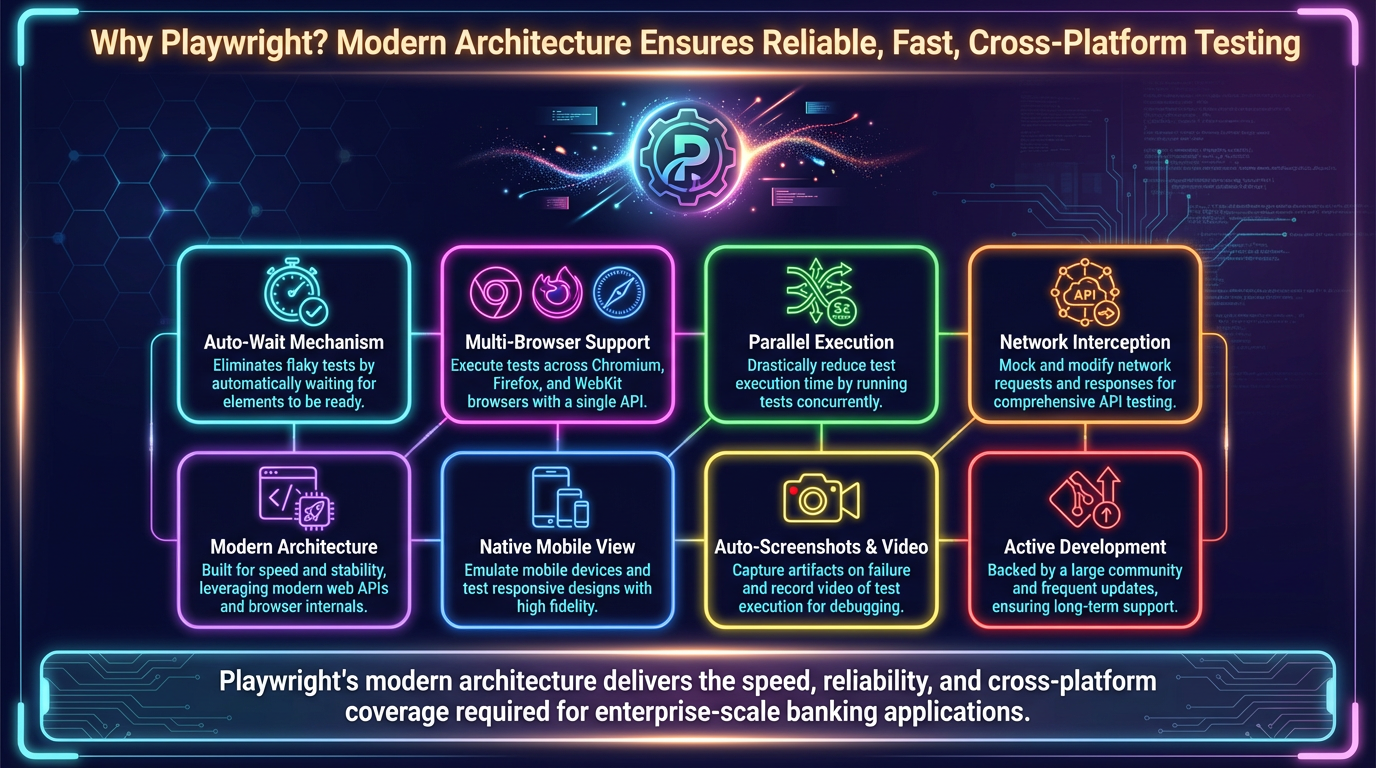 Why Playwright? Modern Architecture Ensures Reliable, Fast, Cross-Platform Testing
Auto-Wait Mechanism
Eliminates flaky tests by
automatically waiting for
elements to be ready.
Multi-Browser Support
Execute tests across Chromium,
Firefox, and WebKit
browsers with a single API.
Parallel Execution
Drastically reduce test
execution time by running
tests concurrently.
API
Network Interception
Mock and modify network
requests and responses for
comprehensive API testing.
</>
Modern Architecture
Built for speed and stability,
leveraging modern web APIs
and browser internals.
Native Mobile View
Emulate mobile devices and
test responsive designs with
high fidelity.
Auto-Screenshots & Video
Capture artifacts on failure
and record video of test
execution for debugging.
Active Development
Backed by a large community
and frequent updates,
ensuring long-term support.
Playwright's modern architecture delivers the speed, reliability, and cross-platform
coverage required for enterprise-scale banking applications.